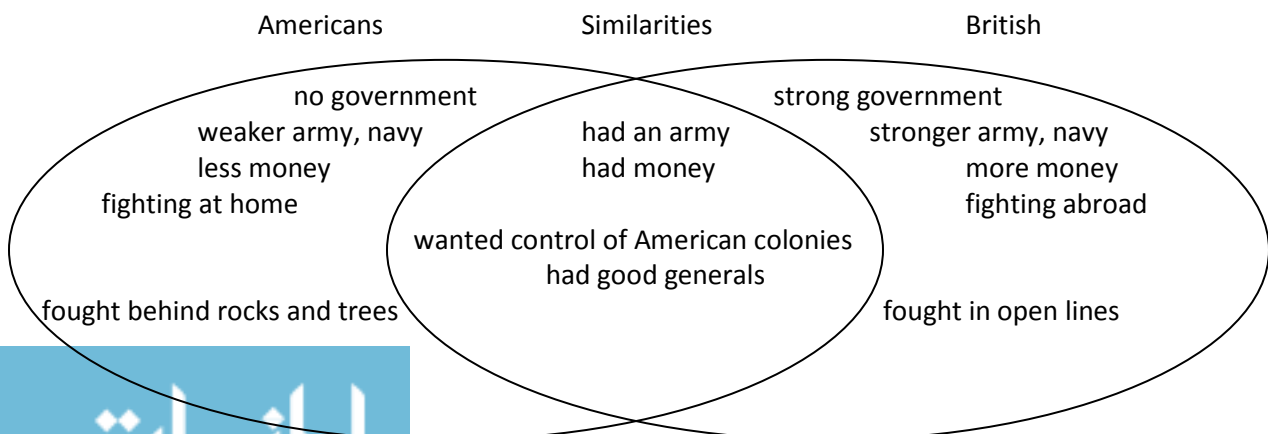 Americans Similarities British
no government strong government
weaker army, navy had an army stronger army, navy
less money had money more money
fighting at home fighting abroad
wanted control of American colonies
had good generals
fought behind rocks and trees fought in open lines